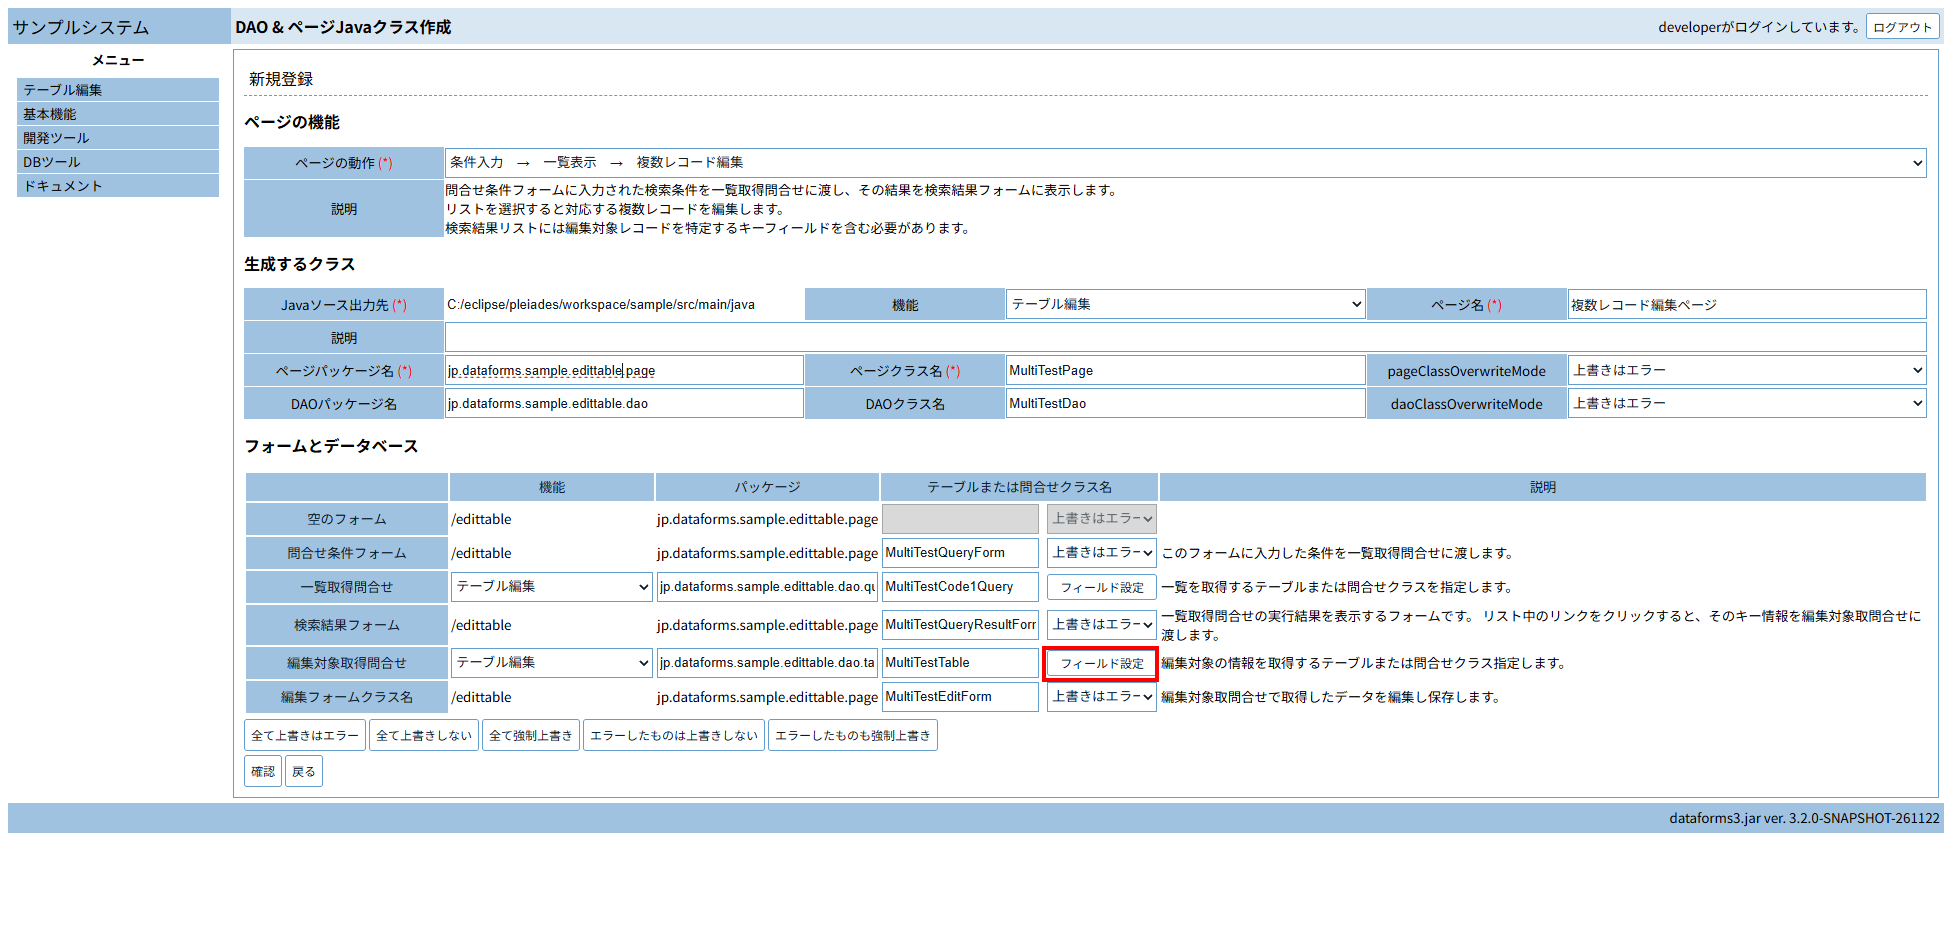 サンプルシステム
DAO & ページJavaクラス作成
developerがログインしています。 ログアウト
メニュー
テーブル編集
基本機能
開発ツール
DBツール
ドキュメント
新規登録
ページの機能
ページの動作 (*) 条件入力 → 一覧表示 → 複数レコード編集
説明
問合せ条件フォームに入力された検索条件を一覧取得問合せに渡し、その結果を検索結果フォームに表示します。
リストを選択すると対応する複数レコードを編集します。
検索結果リストには編集対象レコードを特定するキーフィールドを含む必要があります。
生成するクラス
Javaソース出力先 (*) C:/eclipse/pleiades/workspace/sample/src/main/java 機能 テーブル編集 ページ名 (*) 複数レコード編集ページ
説明
ページパッケージ名 (*) jp.dataforms.sample.edittable.page ページクラス名 (*) MultiTestPage pageClassOverwriteMode 上書きはエラー
DAOパッケージ名 jp.dataforms.sample.edittable.dao DAOクラス名 MultiTestDao daoClassOverwriteMode 上書きはエラー
フォームとデータベース
機能 パッケージ テーブルまたは問合せクラス名 説明
空のフォーム /edittable jp.dataforms.sample.edittable.page 上書きはエラー
問合せ条件フォーム /edittable jp.dataforms.sample.edittable.page MultiTestQueryForm 上書きはエラー このフォームに入力した条件を一覧取得問合せに渡します。
一覧取得問合せ テーブル編集 jp.dataforms.sample.edittable.dao.qu MultiTestCode1Query フィールド設定 一覧を取得するテーブルまたは問合せクラスを指定します。
検索結果フォーム /edittable jp.dataforms.sample.edittable.page MultiTestQueryResultForr 上書きはエラー 一覧取得問合せの実行結果を表示するフォームです。 リスト中のリンクをクリックすると、そのキー情報を編集対象取問合せに
渡します。
編集対象取得問合せ テーブル編集 jp.dataforms.sample.edittable.dao.ta MultiTestTable フィールド設定 編集対象の情報を取得するテーブルまたは問合せクラス指定します。
編集フォームクラス名 /edittable jp.dataforms.sample.edittable.page MultiTestEditForm 上書きはエラー 編集対象取問合せで取得したデータを編集し保存します。
全て上書きはエラー 全て上書きしない 全て強制上書き エラーしたものは上書きしない エラーしたものも強制上書き
確認 戻る
dataforms3.jar ver. 3.2.0-SNAPSHOT-261122